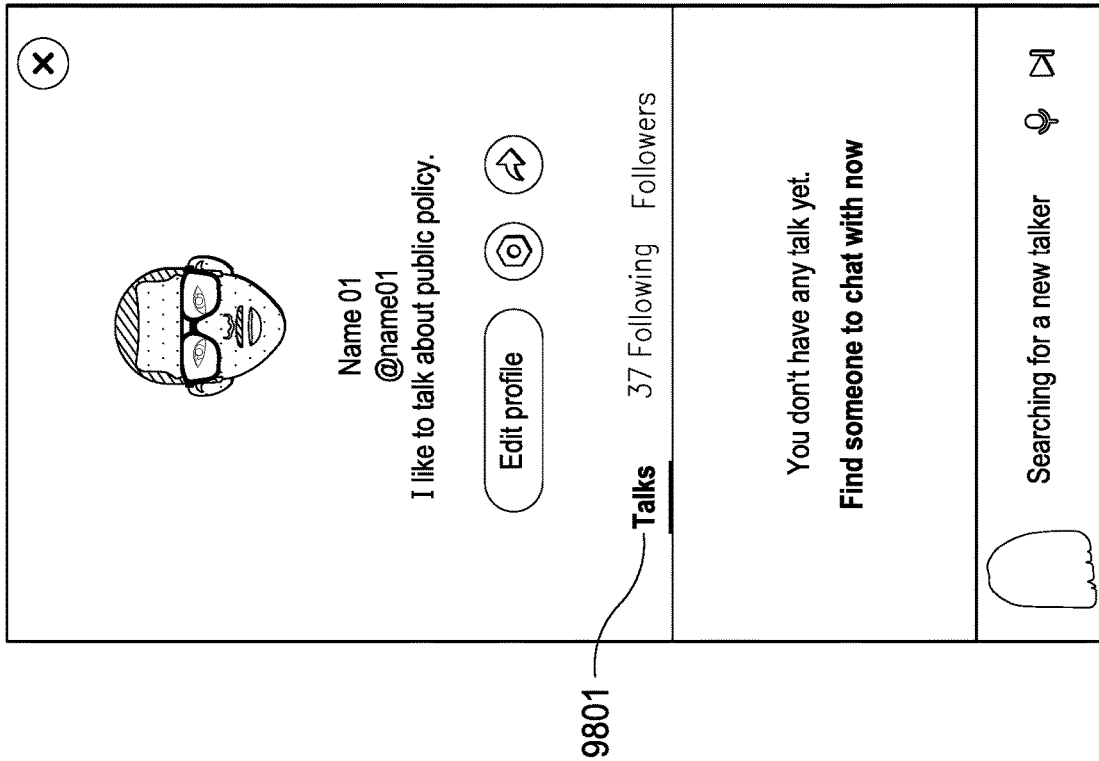 Name 01
@name01
I like to talk about public policy.
Edit profile
Talks 37 Following Followers
You don't have any talk yet.
Find someone to chat with now
Searching for a new talker
9801